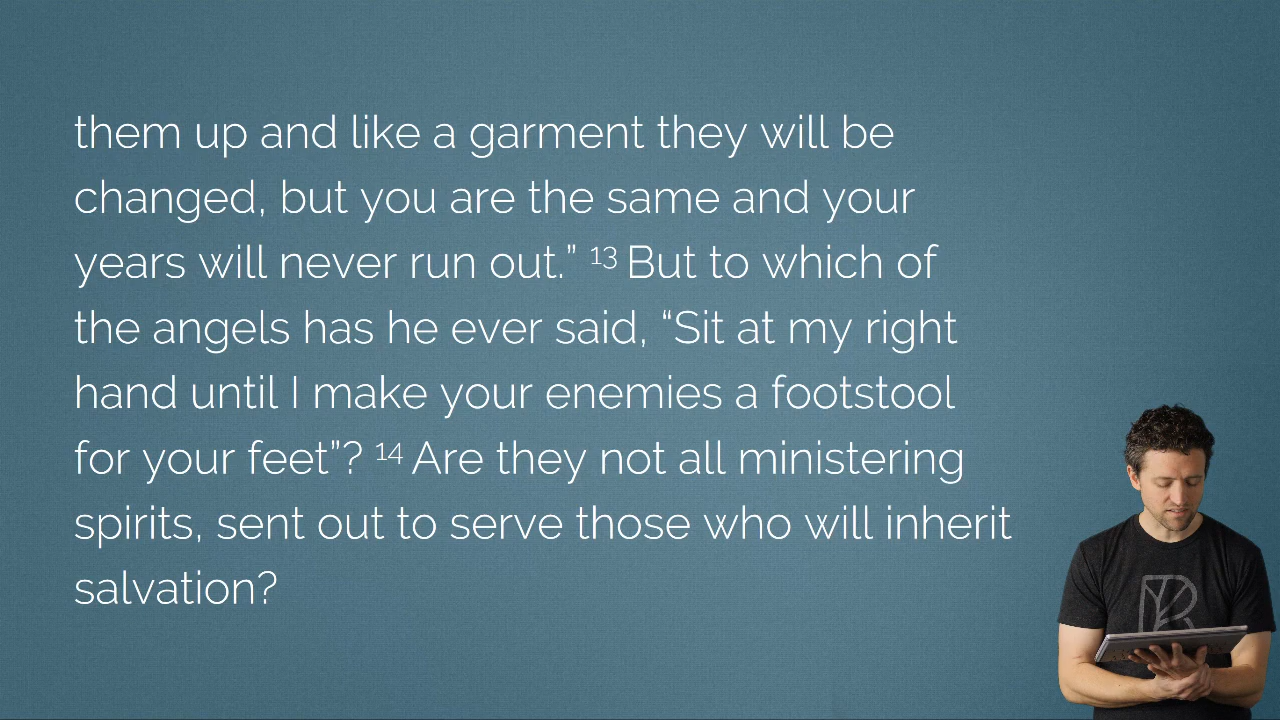 them up and like a garment they will be
changed, but you are the same and your
years will never run out.” ¹³ But to which of
the angels has he ever said, “Sit at my right
hand until I make your enemies a footstool
for your feet”? ¹⁴ Are they not all ministering
spirits, sent out to serve those who will inherit
salvation?